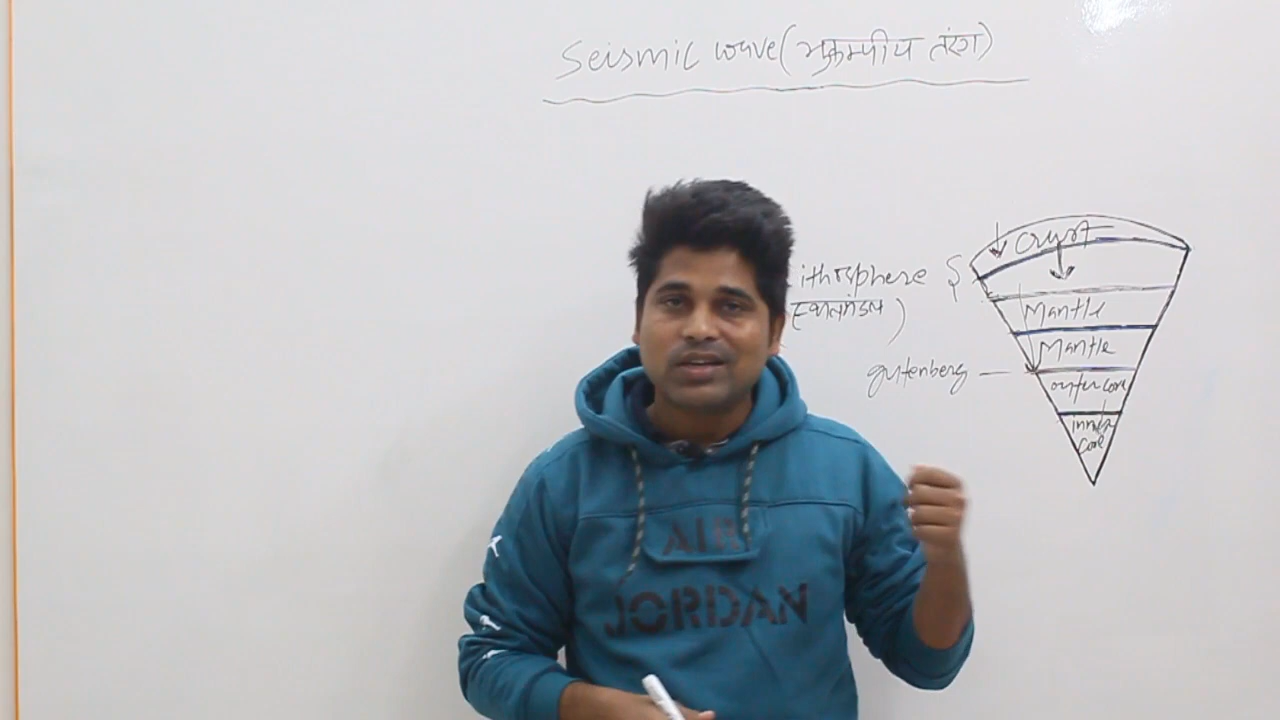 Seismic wave (भूकम्पीय तरंग)
crust
ithosphere
Mantle
Mantle
gutenberg
outer core
inner
core
AIR
JORDAN